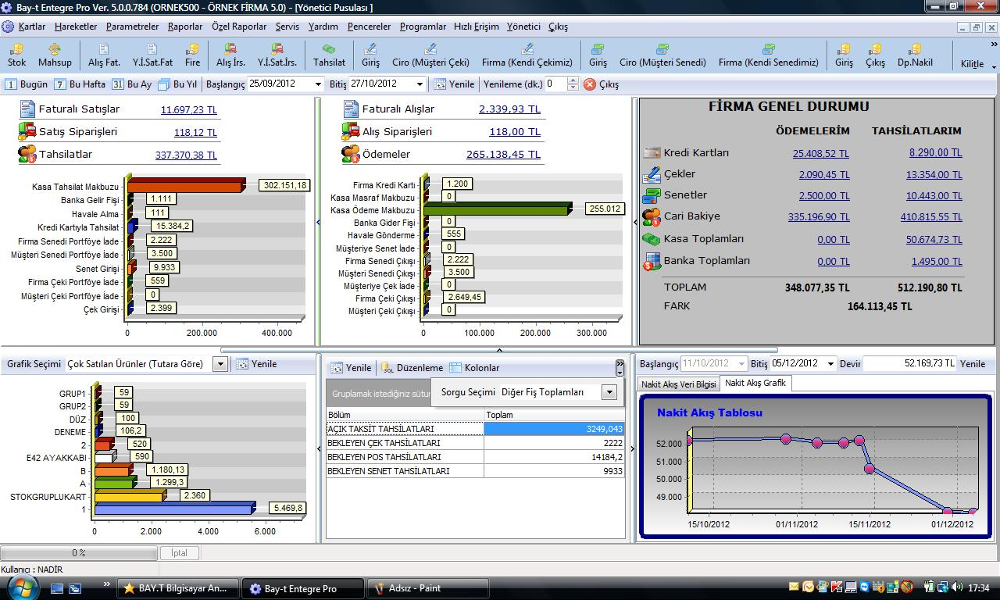 Bay-t Entegre Pro Ver. 5.0.0.784 (ORNEK500 - ÖRNEK FİRMA 5.0) - [Yönetici Pusulası ]
Kartlar Hareketler Parametreler Raporlar Özel Raporlar Servis Yardım Pencereler Programlar Hızlı Erişim Yönetici Çıkış
Stok Mahsup Alış Fat. Y.İ.Sat.Fat Fire Alış İrs. Y.İ.Sat.İrs. Tahsilat Giriş Ciro (Müşteri Çeki) Firma (Kendi Çekimiz) Giriş Ciro (Müşteri Senedi) Firma (Kendi Senedimiz) Giriş Çıkış Dp.Nakil Kilitle
1 Bugün 7 Bu Hafta 31 Bu Ay Bu Yıl Başlangıç 25/09/2012 Bitiş 27/10/2012 Yenile Yenileme (dk.) 0 Çıkış
Faturalı Satışlar 11.697,23 TL
Satış Siparişleri 118,12 TL
Tahsilatlar 337.370,38 TL
Kasa Tahsilat Makbuzu 302.151,18
Banka Gelir Fişi 1.111
Havale Alma 111
Kredi Kartıyla Tahsilat 15.384,2
Firma Senedi Portföye İade 2.222
Müşteri Senedi Portföye İade 3.500
Senet Girişi 9.933
Firma Çeki Portföye İade 559
Müşteri Çeki Portföye İade 0
Çek Girişi 2.399
0 200.000 400.000
Faturalı Alışlar 2.339,93 TL
Alış Siparişleri 118,00 TL
Ödemeler 265.138,45 TL
Firma Kredi Kartı 1.200
Kasa Masraf Makbuzu 0
Kasa Ödeme Makbuzu 255.012
Banka Gider Fişi 0
Havale Gönderme 555
Müşteriye Senet İade 0
Firma Senedi Çıkışı 2.222
Müşteri Senedi Çıkışı 3.500
Müşteriye Çek İade 0
Firma Çeki Çıkışı 2.649,45
Müşteri Çeki Çıkışı 0
0 100.000 200.000 300.000
FİRMA GENEL DURUMU
ÖDEMELERİM TAHSİLATLARIM
Kredi Kartları 25.408,52 TL 8.290,00 TL
Çekler 2.090,45 TL 13.354,00 TL
Senetler 2.500,00 TL 10.443,00 TL
Cari Bakiye 335.196,90 TL 410.815,55 TL
Kasa Toplamları 0,00 TL 50.674,73 TL
Banka Toplamları 0,00 TL 1.495,00 TL
TOPLAM 348.077,35 TL 512.190,80 TL
FARK 164.113,45 TL
Grafik Seçimi Çok Satılan Ürünler (Tutara Göre) Yenile
GRUP1 59
GRUP2 59
DÜZ 100
DENEME 106,2
2 520
E42 AYAKKABI 590
B 1.180,13
A 1.299,3
STOKGRUPLUKART 2.360
1 5.469,8
0 2.000 4.000 6.000
Yenile SQL Düzenleme Kolonlar
Gruplamak istediğiniz sütur Sorgu Seçimi Diğer Fiş Toplamları
Bölüm Toplam
AÇIK TAKSİT TAHSİLATLARI 3249,043
BEKLEYEN ÇEK TAHSİLATLARI 2222
BEKLEYEN POS TAHSİLATLARI 14184,2
BEKLEYEN SENET TAHSİLATLARI 9933
Başlangıç 11/10/2012 Bitiş 05/12/2012 Devir 52.169,73 TL Yenile
Nakit Akış Veri Bilgisi Nakit Akış Grafik
Nakit Akış Tablosu
52.000
51.000
50.000
49.000
15/10/2012 01/11/2012 15/11/2012 01/12/2012
0 % İptal
Kullanıcı : NADİR
BAY.T Bilgisayar An... Bay-t Entegre Pro Adsız - Paint 17:34